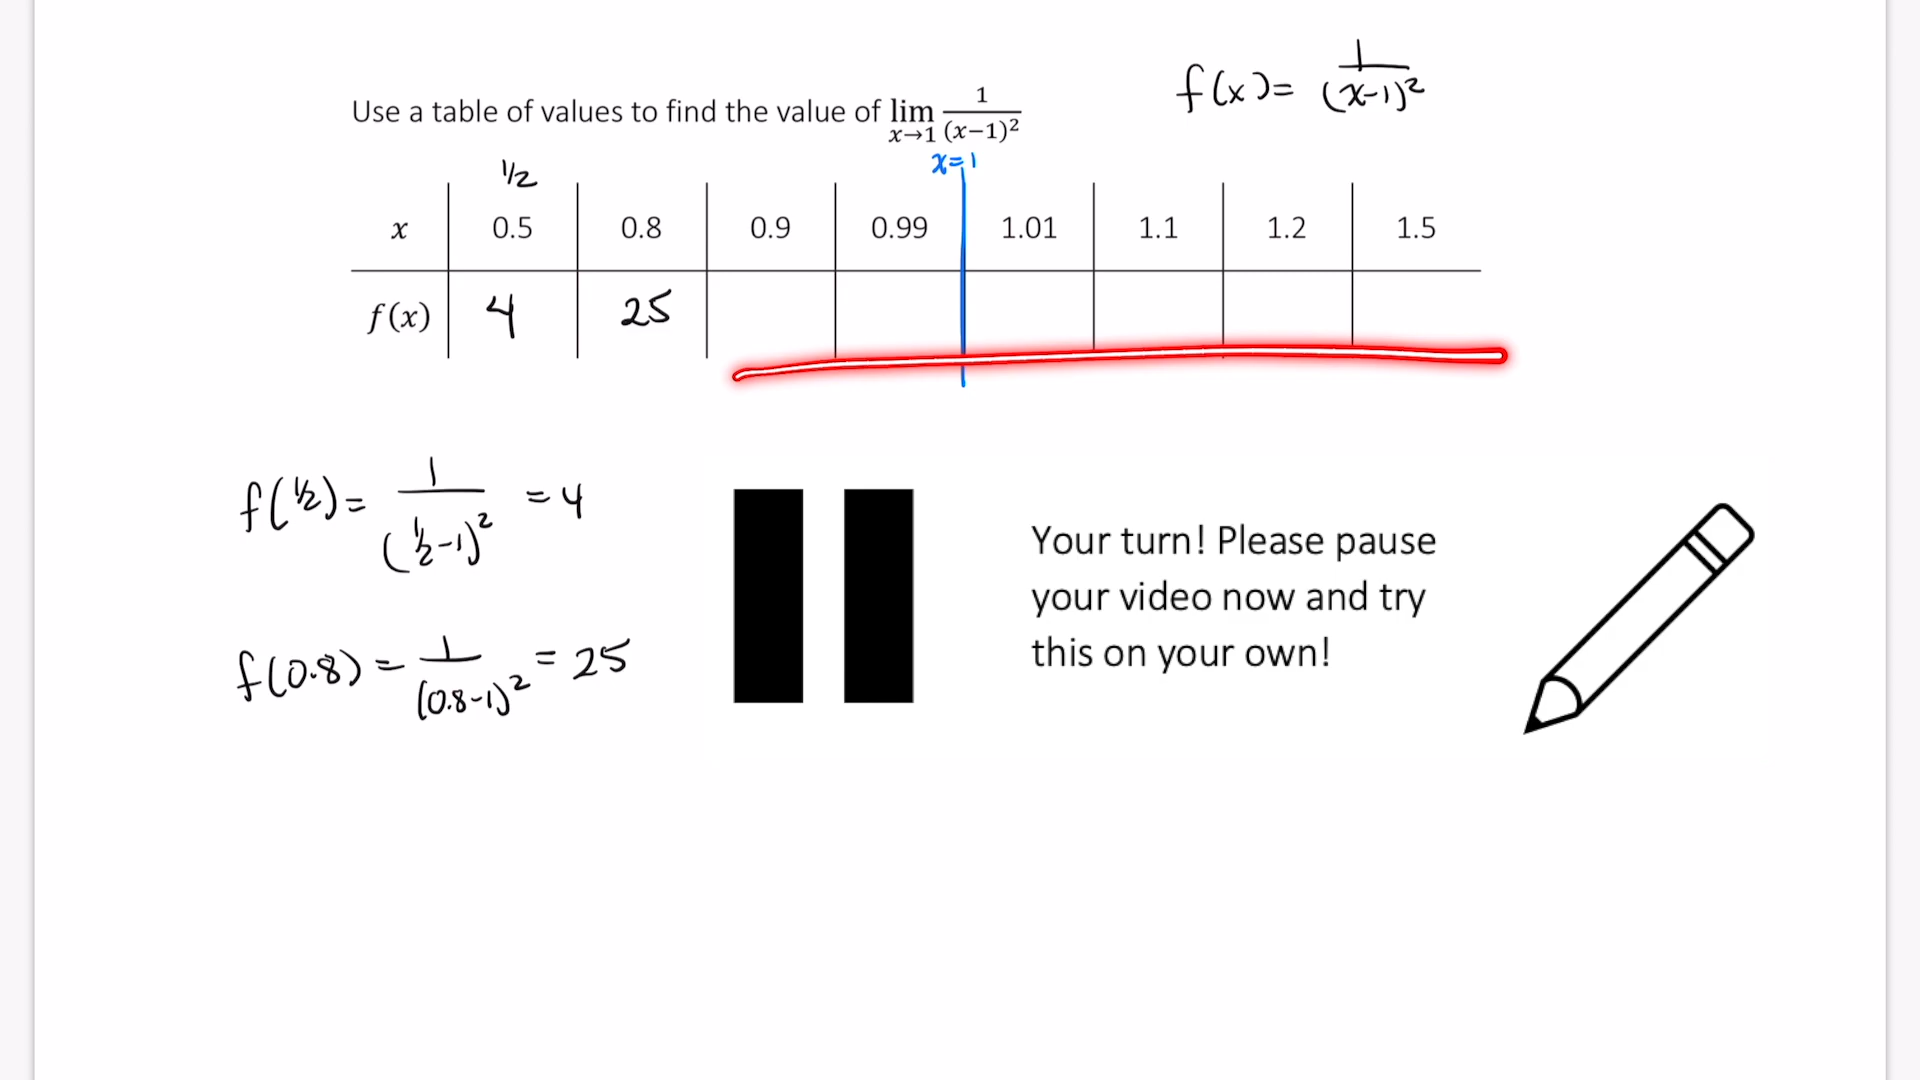 f(x)= 1/(x-1)²
Use a table of values to find the value of lim x→1 1/(x−1)²
x=1
1/2
x 0.5 0.8 0.9 0.99 1.01 1.1 1.2 1.5
f(x) 4 25
f(1/2)= 1/(1/2-1)² = 4
Your turn! Please pause
your video now and try
this on your own!
f(0.8) = 1/(0.8-1)² = 25